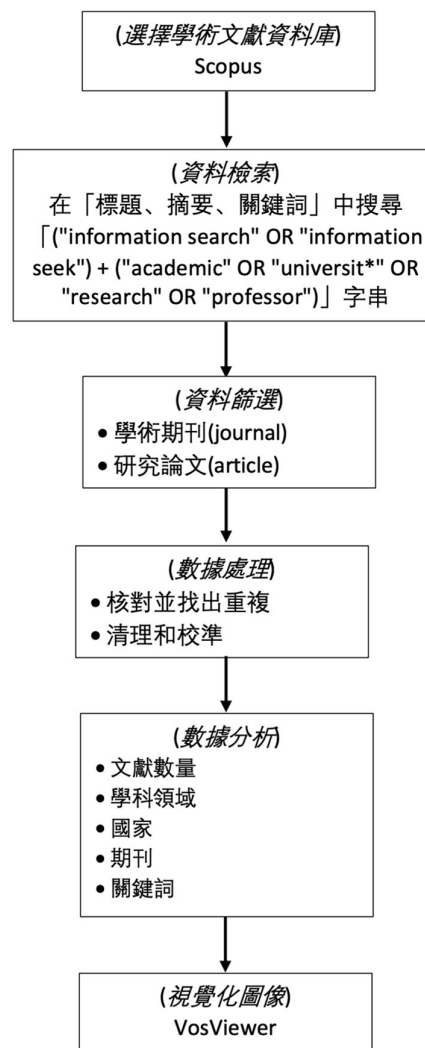 (選擇學術文獻資料庫)
Scopus
(資料檢索)
在「標題、摘要、關鍵詞」中搜尋
「("information search" OR "information
seek") + ("academic" OR "universit*" OR
"research" OR "professor")」字串
(資料篩選)
• 學術期刊(journal)
• 研究論文(article)
(數據處理)
• 核對並找出重複
• 清理和校準
(數據分析)
• 文獻數量
• 學科領域
• 國家
• 期刊
• 關鍵詞
(視覺化圖像)
VosViewer